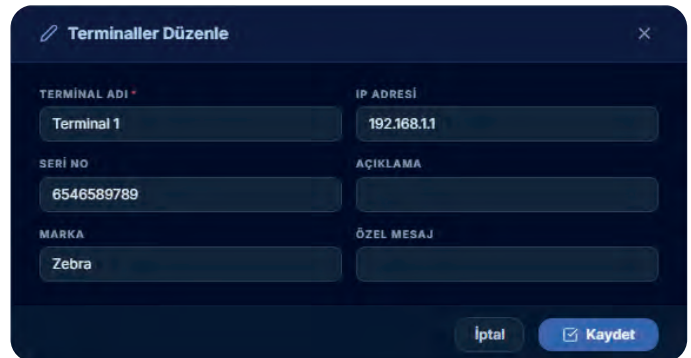 Terminaller Düzenle
TERMİNAL ADI *
IP ADRESİ
Terminal 1
192.168.1.1
SERİ NO
AÇIKLAMA
6546589789
MARKA
ÖZEL MESAJ
Zebra
İptal
Kaydet